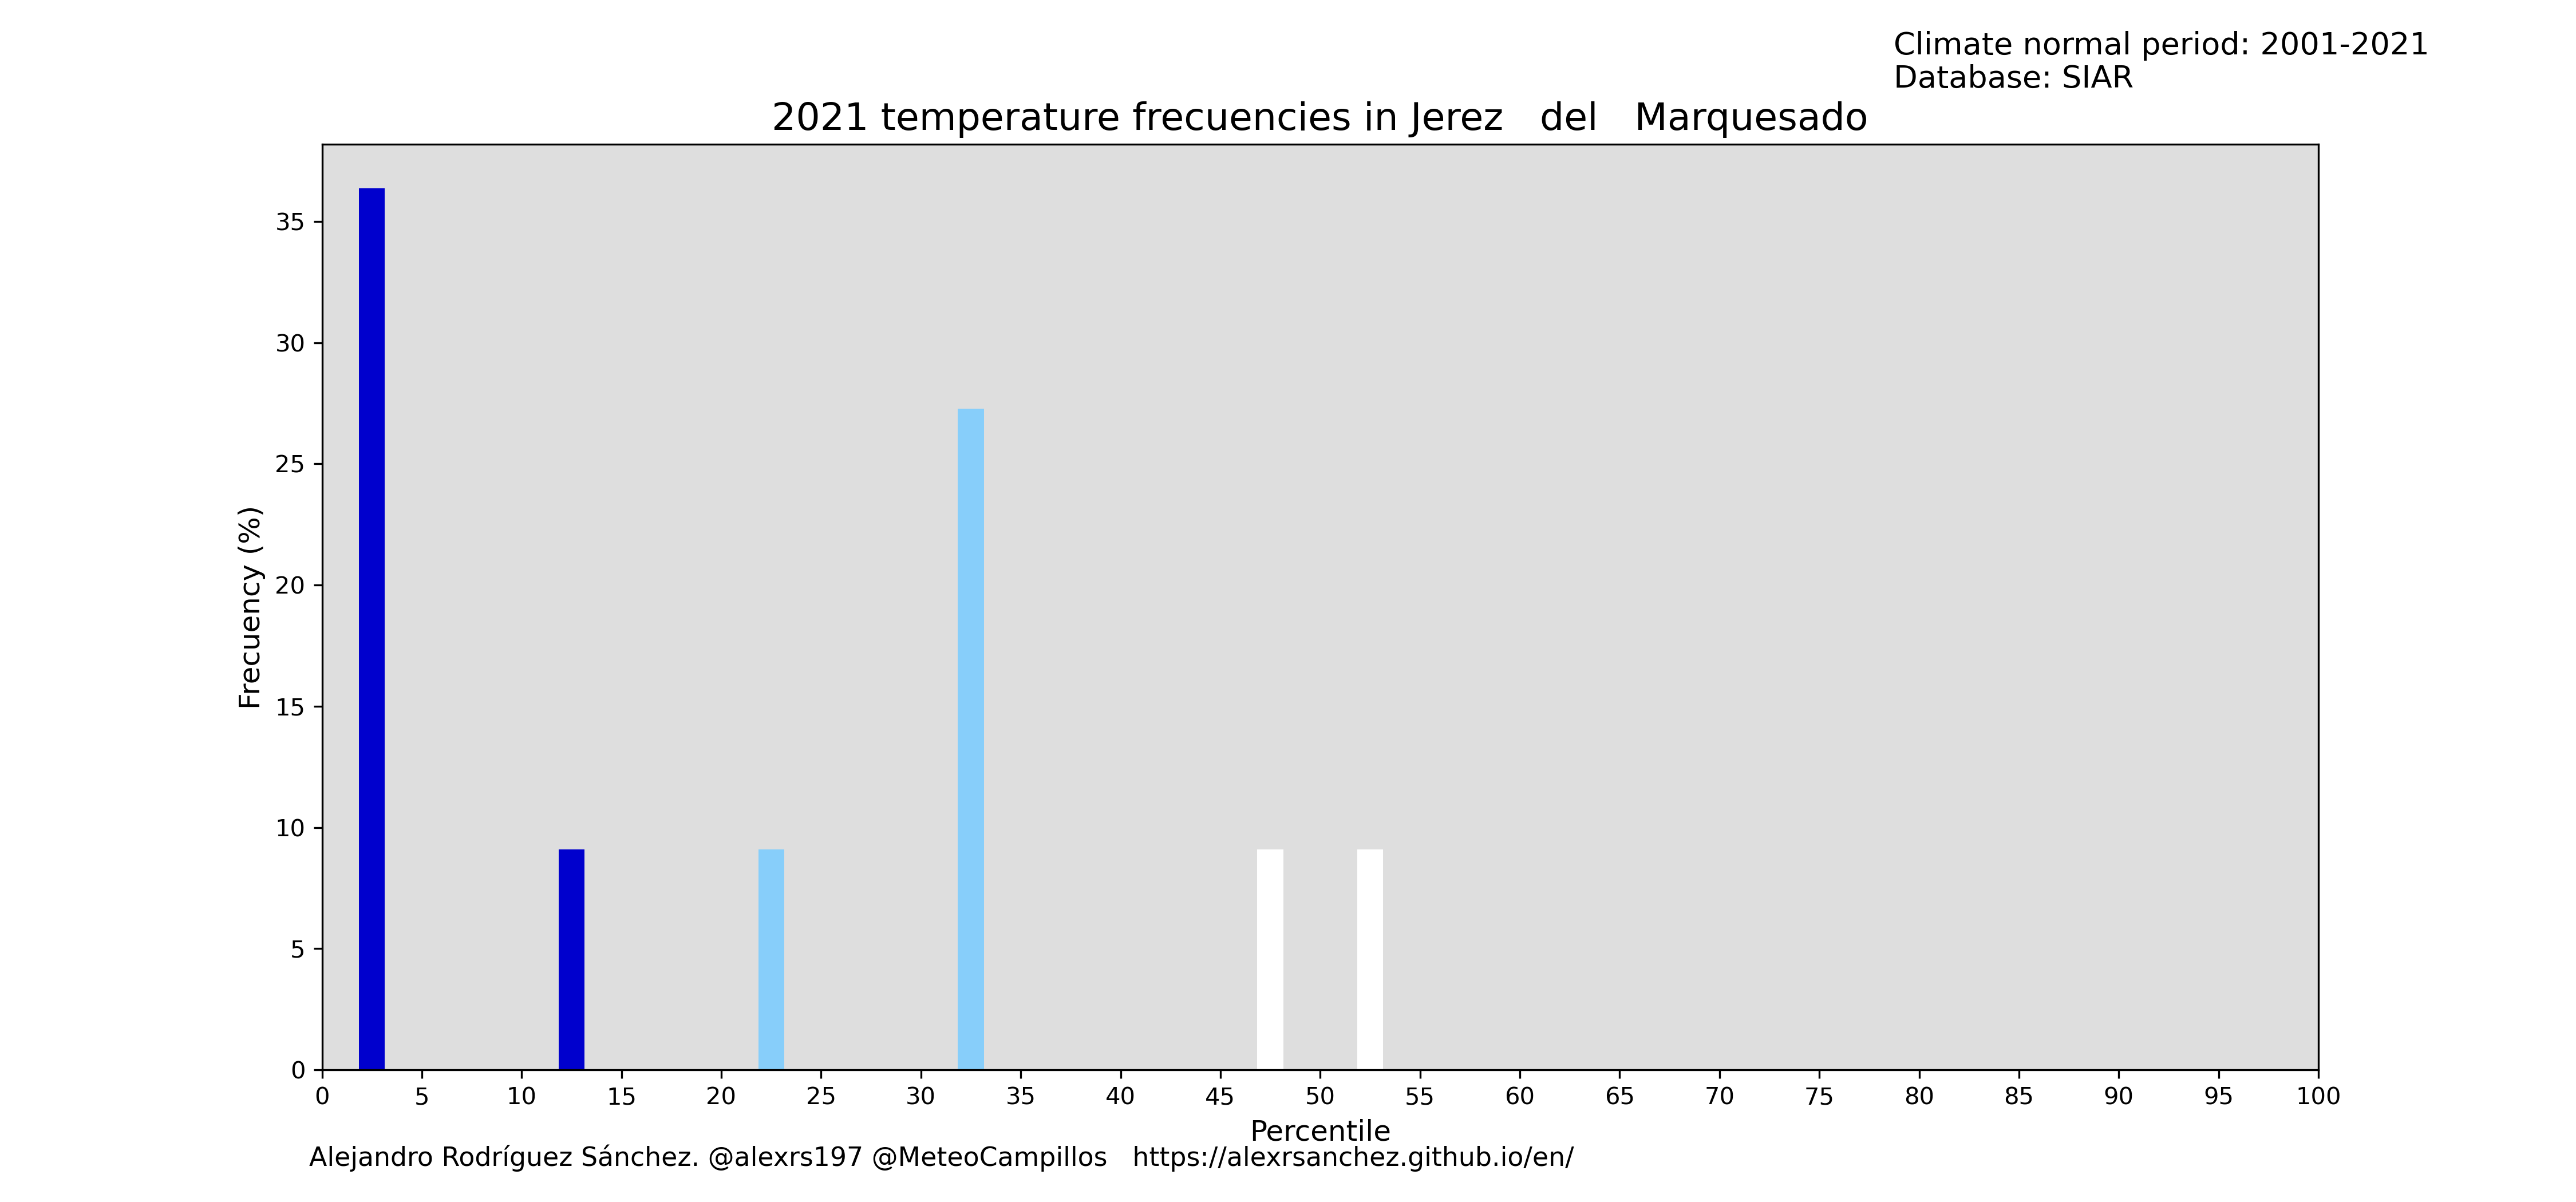 Climate normal period: 2001-2021
Database: SIAR
2021 temperature frecuencies in Jerez   del   Marquesado
Frecuency (%)
35
30
25
20
15
10
5
0
0 5 10 15 20 25 30 35 40 45 50 55 60 65 70 75 80 85 90 95 100
Percentile
Alejandro Rodríguez Sánchez. @alexrs197 @MeteoCampillos   https://alexrsanchez.github.io/en/